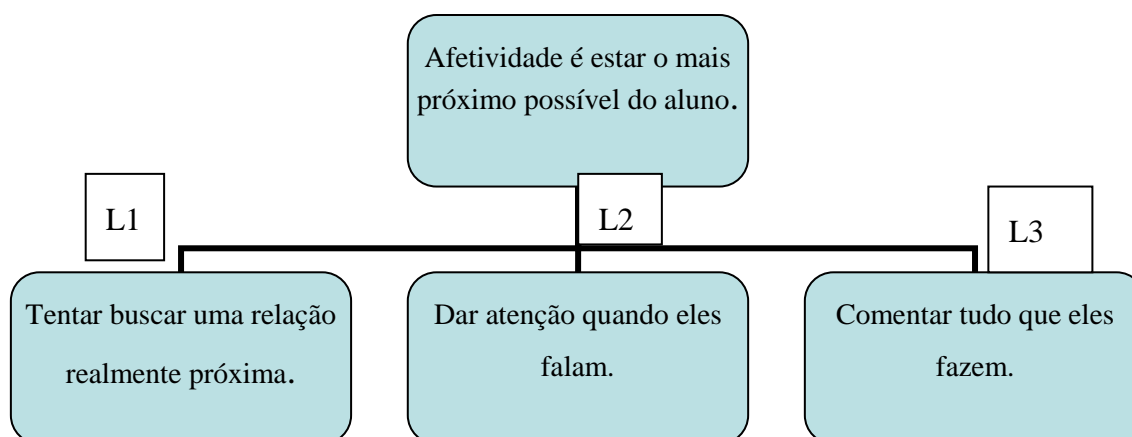 Afetividade é estar o mais
próximo possível do aluno.
L1
L2
L3
Tentar buscar uma relação
realmente próxima.
Dar atenção quando eles
falam.
Comentar tudo que eles
fazem.